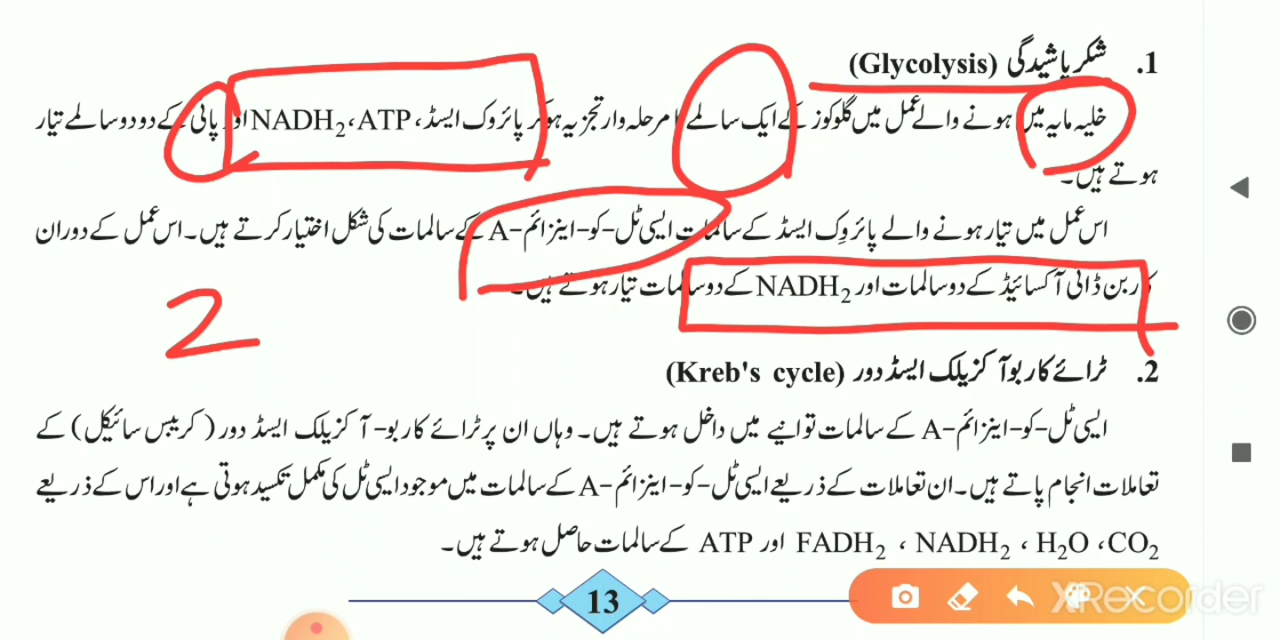 1. شکر پاشیدگی (Glycolysis)
خلیہ مایہ میں ہونے والے عمل میں گلوکوز کے ایک سالمے کا مرحلہ وار تجزیہ ہو کر پائروک ایسڈ، NADH₂، ATP اور پانی کے دو دو سالمے تیار
ہوتے ہیں۔
اس عمل میں تیار ہونے والے پائروِک ایسڈ کے سالمات ایسی ٹل-کو-اینزائم-A کے سالمات کی شکل اختیار کرتے ہیں۔ اس عمل کے دوران
کاربن ڈائی آکسائیڈ کے دو سالمات اور NADH₂ کے دو سالمات تیار ہوتے ہیں۔
2
2. ٹرائے کاربوآکزیلک ایسڈ دور (Kreb's cycle)
ایسی ٹل-کو-اینزائم-A کے سالمات توانیے میں داخل ہوتے ہیں۔ وہاں ان پر ٹرائے کاربو-آکزیلک ایسڈ دور (کریبس سائیکل) کے
تعاملات انجام پاتے ہیں۔ ان تعاملات کے ذریعے ایسی ٹل-کو-اینزائم-A کے سالمات میں موجود ایسی ٹل کی مکمل تکسید ہوتی ہے اور اس کے ذریعے
CO₂، H₂O، NADH₂، FADH₂ اور ATP کے سالمات حاصل ہوتے ہیں۔
13
XRecorder